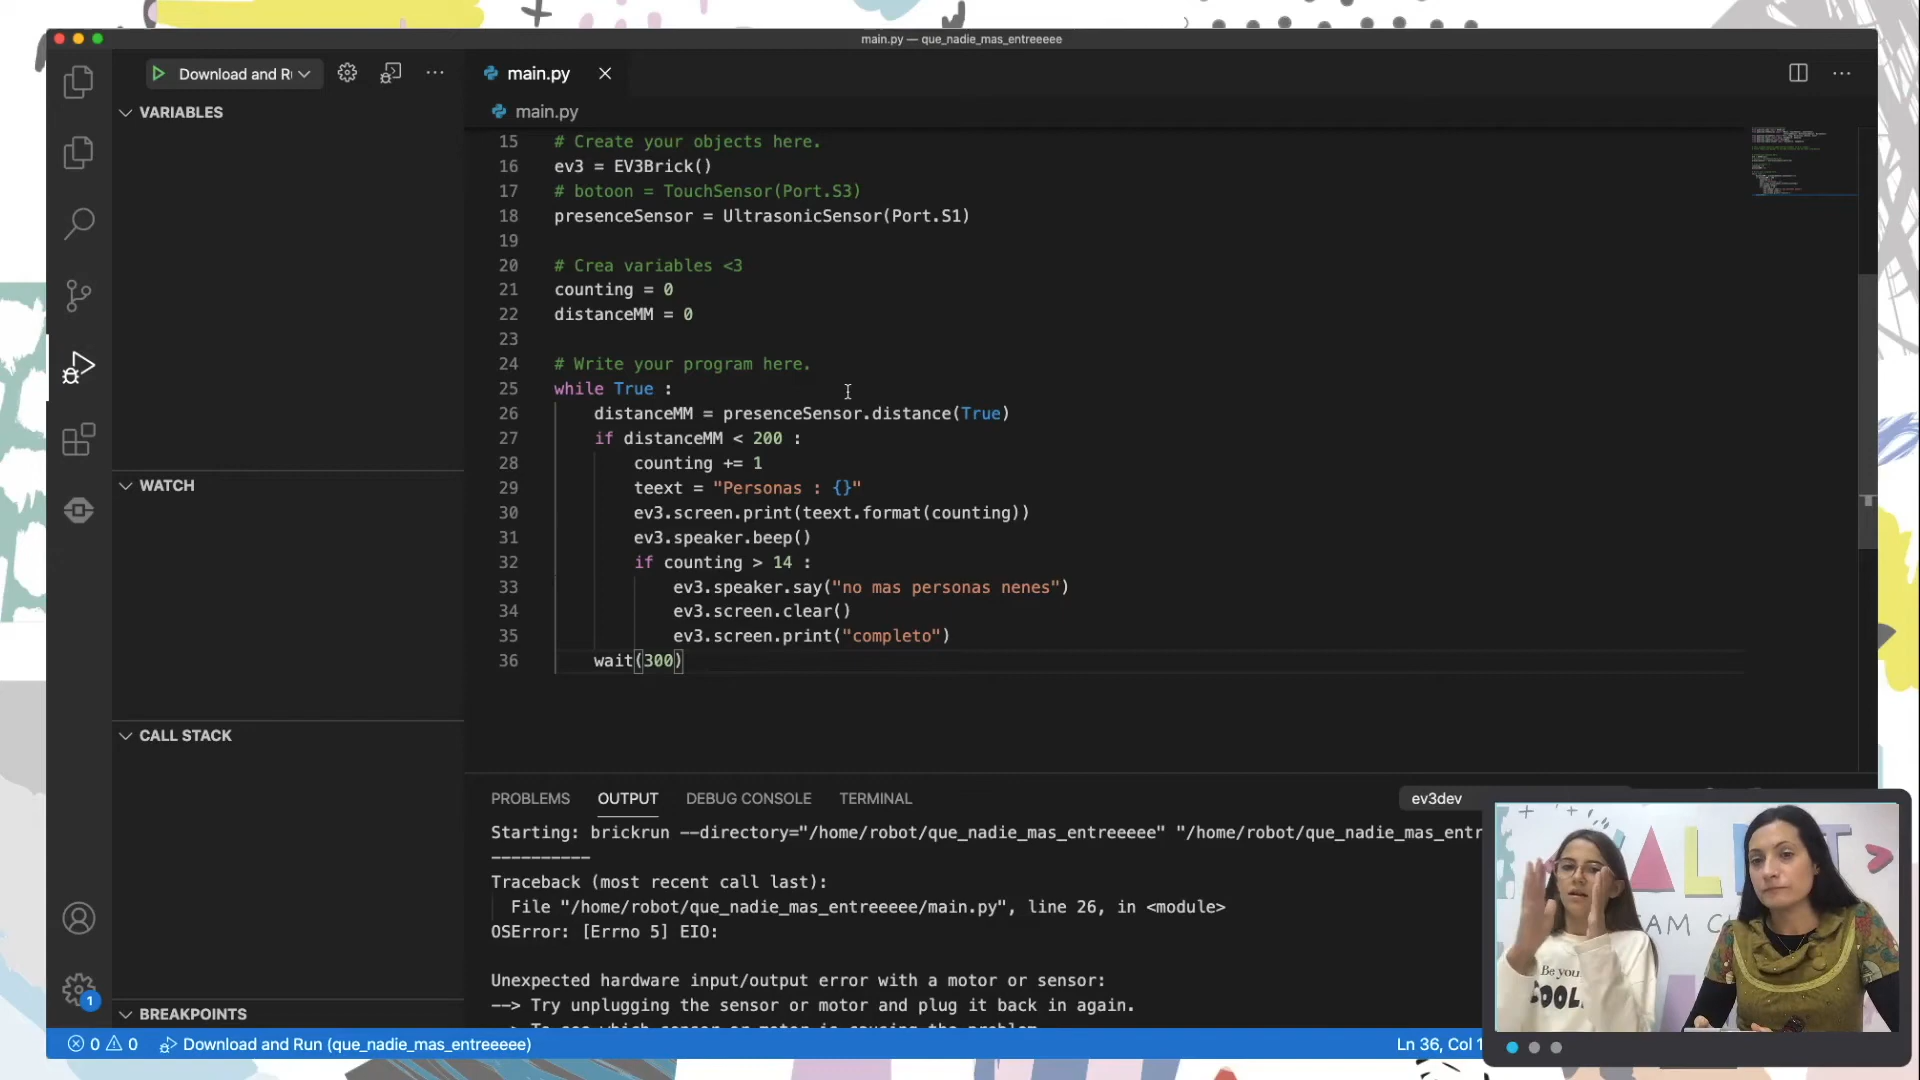 main.py — que_nadie_mas_entreeeee
Download and R
VARIABLES
WATCH
CALL STACK
BREAKPOINTS
main.py
main.py
15 # Create your objects here.
16 ev3 = EV3Brick()
17 # botoon = TouchSensor(Port.S3)
18 presenceSensor = UltrasonicSensor(Port.S1)
19
20 # Crea variables <3
21 counting = 0
22 distanceMM = 0
23
24 # Write your program here.
25 while True :
26 distanceMM = presenceSensor.distance(True)
27 if distanceMM < 200 :
28 counting += 1
29 teext = "Personas : {}"
30 ev3.screen.print(teext.format(counting))
31 ev3.speaker.beep()
32 if counting > 14 :
33 ev3.speaker.say("no mas personas nenes")
34 ev3.screen.clear()
35 ev3.screen.print("completo")
36 wait(300)
PROBLEMS OUTPUT DEBUG CONSOLE TERMINAL ev3dev
Starting: brickrun --directory="/home/robot/que_nadie_mas_entreeeee" "/home/robot/que_nadie_mas_entr
----------
Traceback (most recent call last):
File "/home/robot/que_nadie_mas_entreeeee/main.py", line 26, in <module>
OSError: [Errno 5] EIO:
Unexpected hardware input/output error with a motor or sensor:
--> Try unplugging the sensor or motor and plug it back in again.
Be you
COOL
1
0 0 Download and Run (que_nadie_mas_entreeeee) Ln 36, Col 1